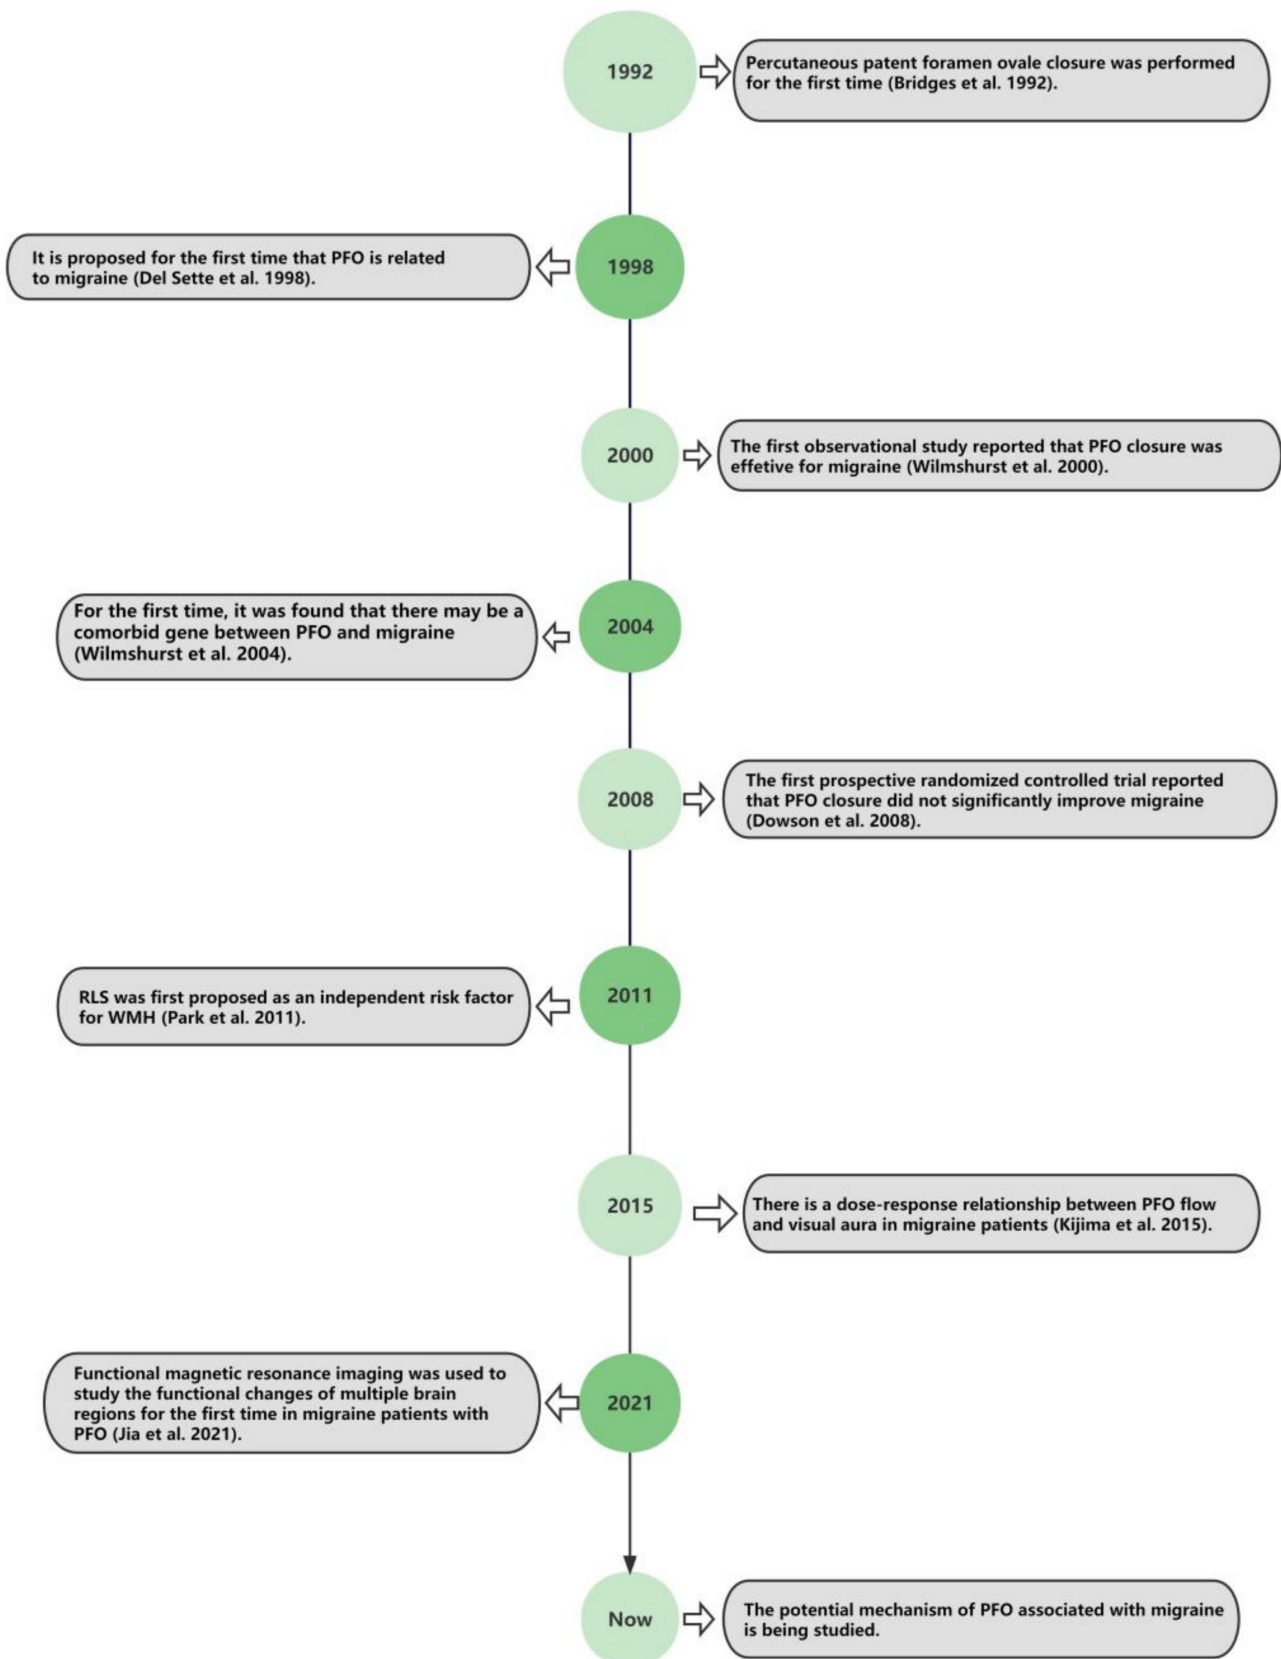 1992
Percutaneous patent foramen ovale closure was performed
for the first time (Bridges et al. 1992).
1998
It is proposed for the first time that PFO is related
to migraine (Del Sette et al. 1998).
2000
The first observational study reported that PFO closure was
effetive for migraine (Wilmshurst et al. 2000).
2004
For the first time, it was found that there may be a
comorbid gene between PFO and migraine
(Wilmshurst et al. 2004).
2008
The first prospective randomized controlled trial reported
that PFO closure did not significantly improve migraine
(Dowson et al. 2008).
2011
RLS was first proposed as an independent risk factor
for WMH (Park et al. 2011).
2015
There is a dose-response relationship between PFO flow
and visual aura in migraine patients (Kijima et al. 2015).
2021
Functional magnetic resonance imaging was used to
study the functional changes of multiple brain
regions for the first time in migraine patients with
PFO (Jia et al. 2021).
Now
The potential mechanism of PFO associated with migraine
is being studied.